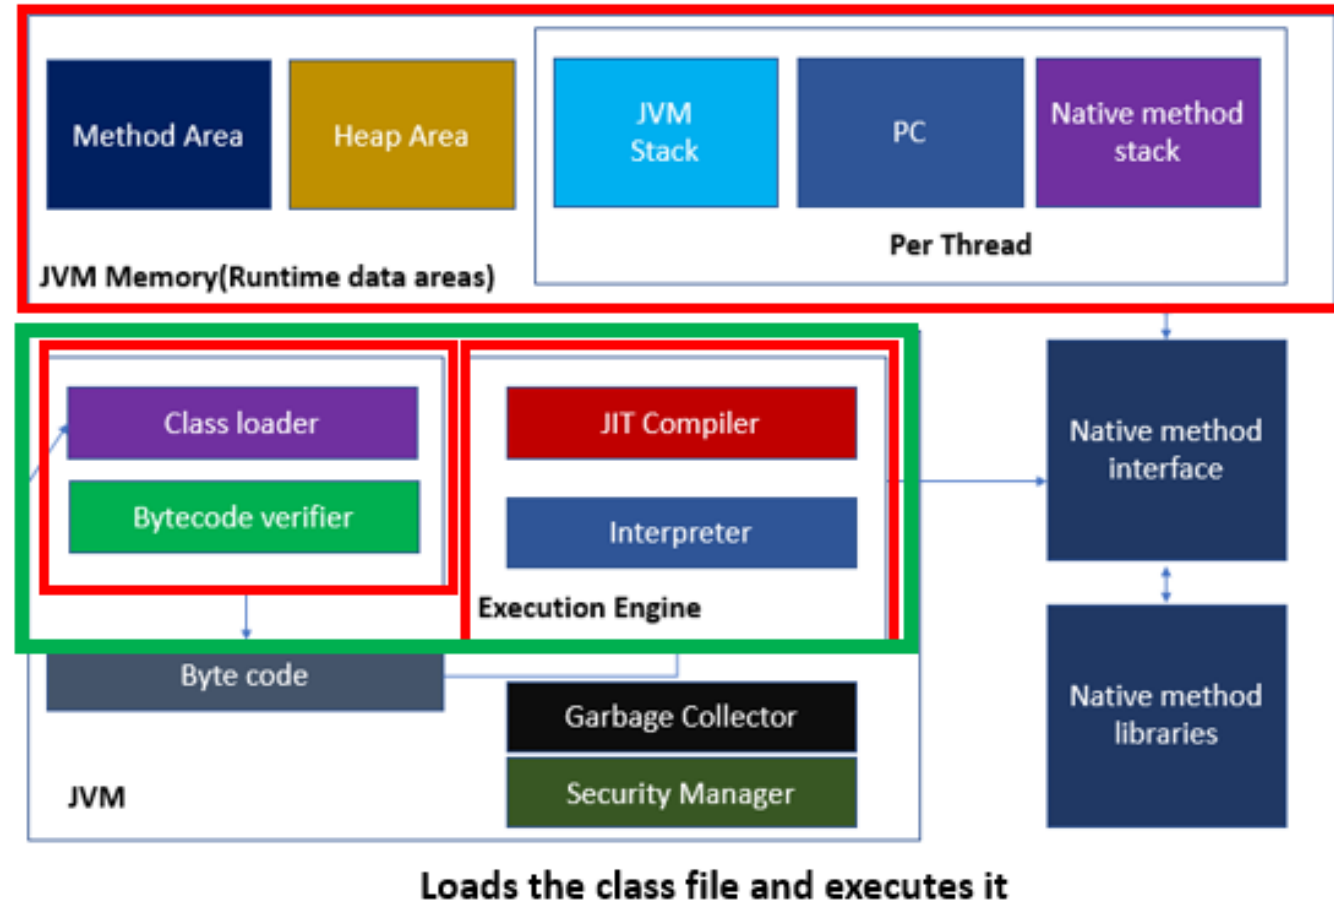 Method Area
Heap Area
JVM
Stack
PC
Native method
stack
Per Thread
JVM Memory(Runtime data areas)
Class loader
Bytecode verifier
JIT Compiler
Interpreter
Execution Engine
Native method
interface
Byte code
Garbage Collector
Security Manager
JVM
Native method
libraries
Loads the class file and executes it